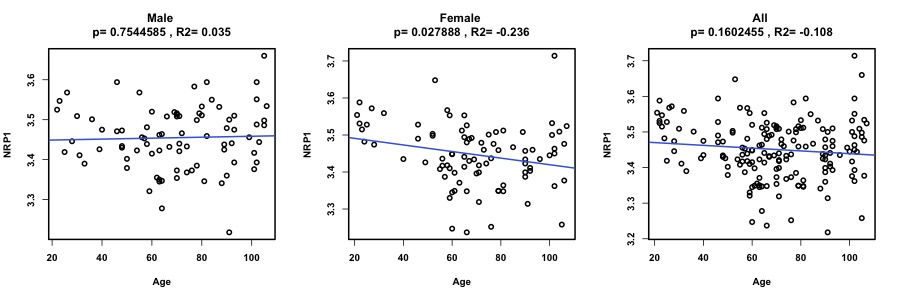 Male
p= 0.7544585 , R2= 0.035
NRP1
3.6
3.5
3.4
3.3
20 40 60 80 100
Age
Female
p= 0.027888 , R2= -0.236
NRP1
3.7
3.6
3.5
3.4
3.3
20 40 60 80 100
Age
All
p= 0.1602455 , R2= -0.108
NRP1
3.7
3.6
3.5
3.4
3.3
3.2
20 40 60 80 100
Age